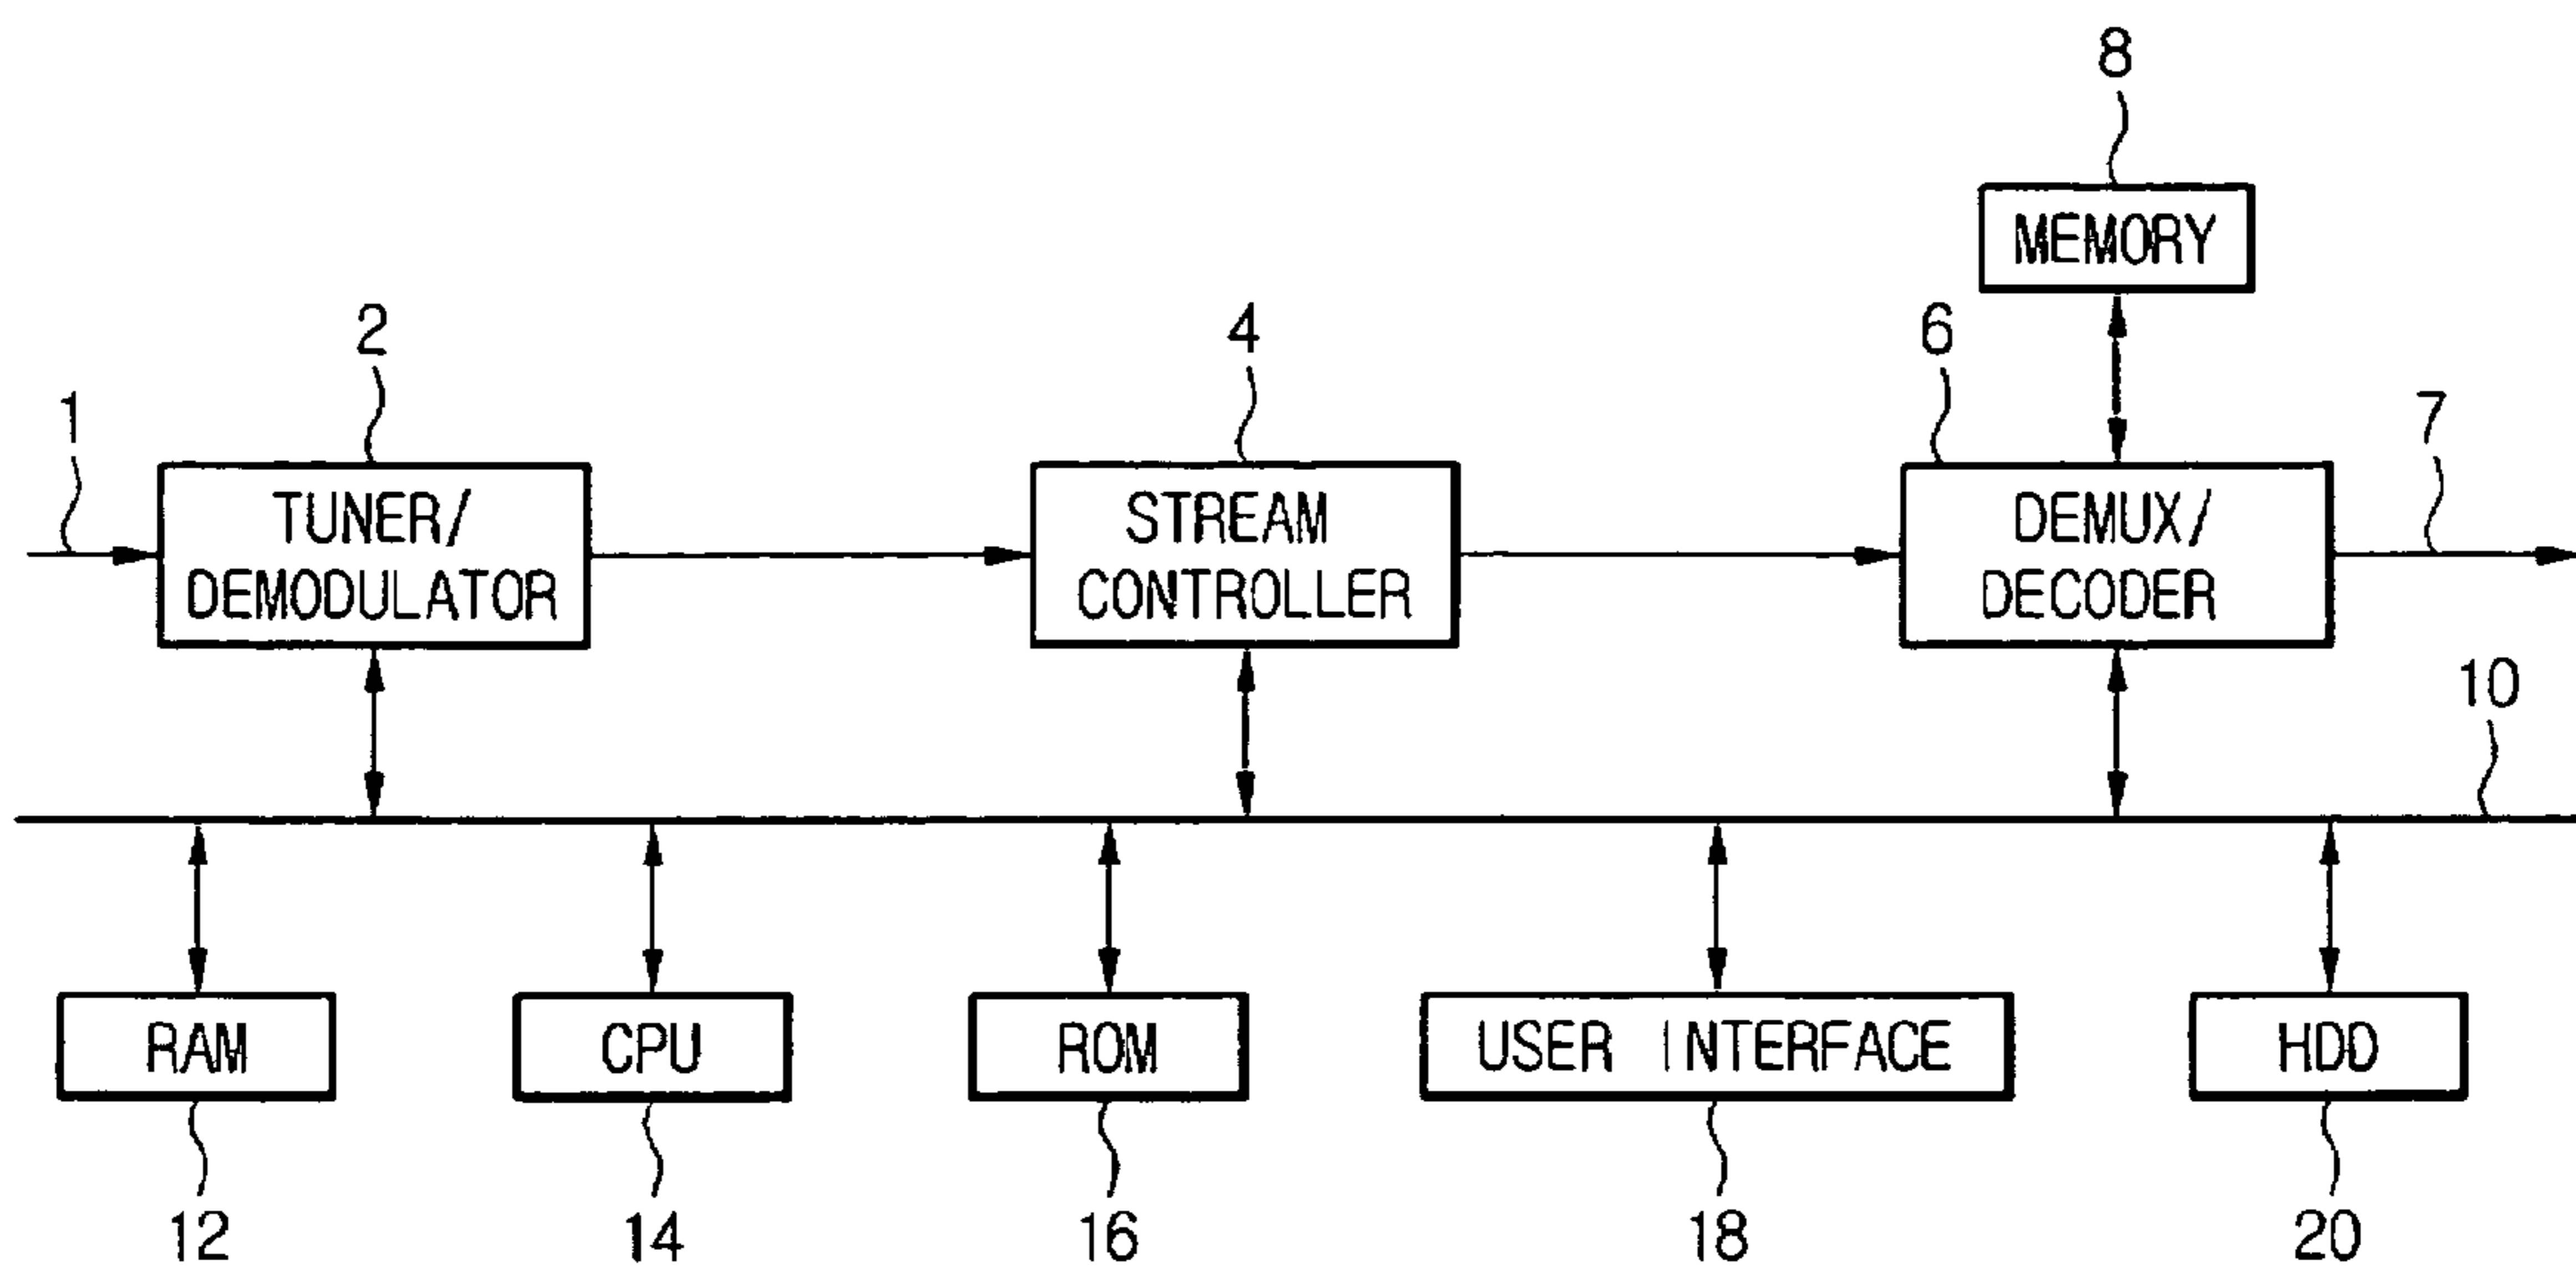 8
MEMORY
2
4
6
1
7
TUNER/
DEMODULATOR
STREAM
CONTROLLER
DEMUX/
DECODER
10
RAM
CPU
ROM
USER INTERFACE
HDD
12
14
16
18
20